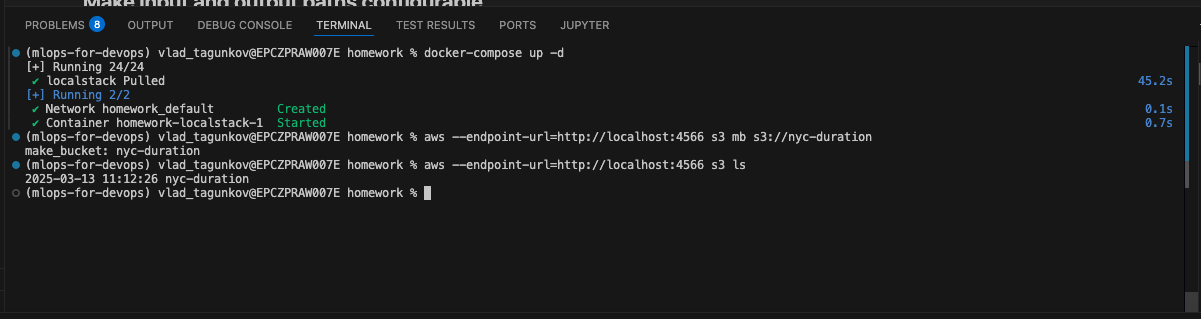 Make input and output paths configurable
PROBLEMS 8 OUTPUT DEBUG CONSOLE TERMINAL TEST RESULTS PORTS JUPYTER
(mlops-for-devops) vlad_tagunkov@EPCZPRAW007E homework % docker-compose up -d
[+] Running 24/24
✔ localstack Pulled 45.2s
[+] Running 2/2
✔ Network homework_default Created 0.1s
✔ Container homework-localstack-1 Started 0.7s
(mlops-for-devops) vlad_tagunkov@EPCZPRAW007E homework % aws --endpoint-url=http://localhost:4566 s3 mb s3://nyc-duration
make_bucket: nyc-duration
(mlops-for-devops) vlad_tagunkov@EPCZPRAW007E homework % aws --endpoint-url=http://localhost:4566 s3 ls
2025-03-13 11:12:26 nyc-duration
(mlops-for-devops) vlad_tagunkov@EPCZPRAW007E homework %